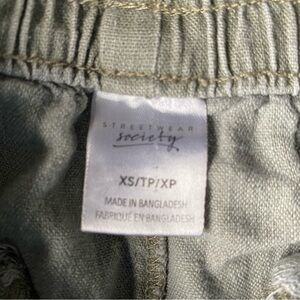 STREETWEAR
society
XS/TP/XP
MADE IN BANGLADESH
FABRIQUÉ EN BANGLADESH